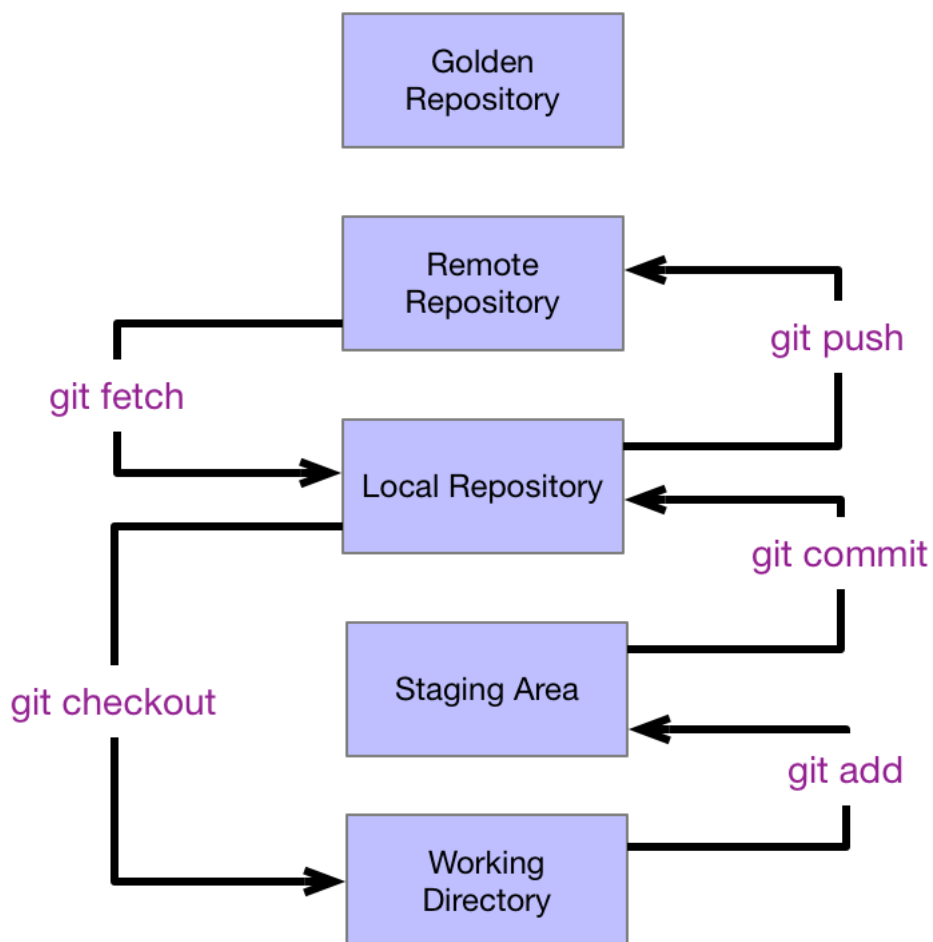 Golden
Repository
Remote
Repository
git push
git fetch
Local Repository
git commit
Staging Area
git checkout
git add
Working
Directory